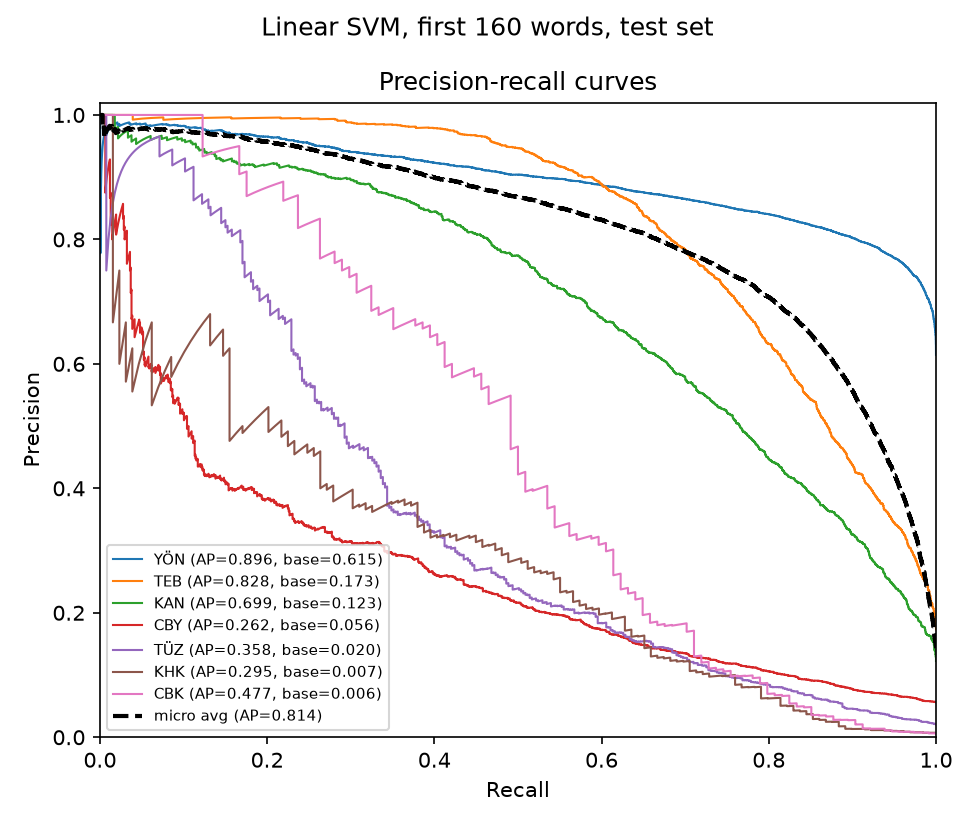 Linear SVM, first 160 words, test set
Precision-recall curves
1.0
0.8
0.6
0.4
0.2
0.0
Precision
YÖN (AP=0.896, base=0.615)
TEB (AP=0.828, base=0.173)
KAN (AP=0.699, base=0.123)
CBY (AP=0.262, base=0.056)
TÜZ (AP=0.358, base=0.020)
KHK (AP=0.295, base=0.007)
CBK (AP=0.477, base=0.006)
micro avg (AP=0.814)
0.0 0.2 0.4 0.6 0.8 1.0
Recall